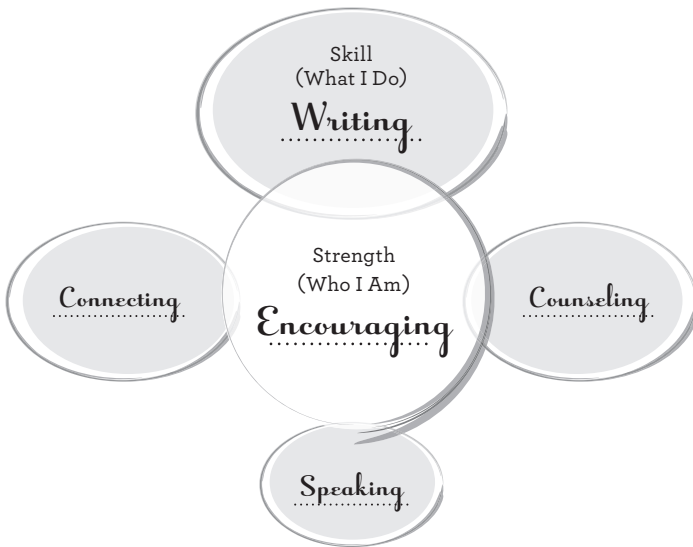 Skill
(What I Do)
Writing
Connecting
Strength
(Who I Am)
Encouraging
Counseling
Speaking